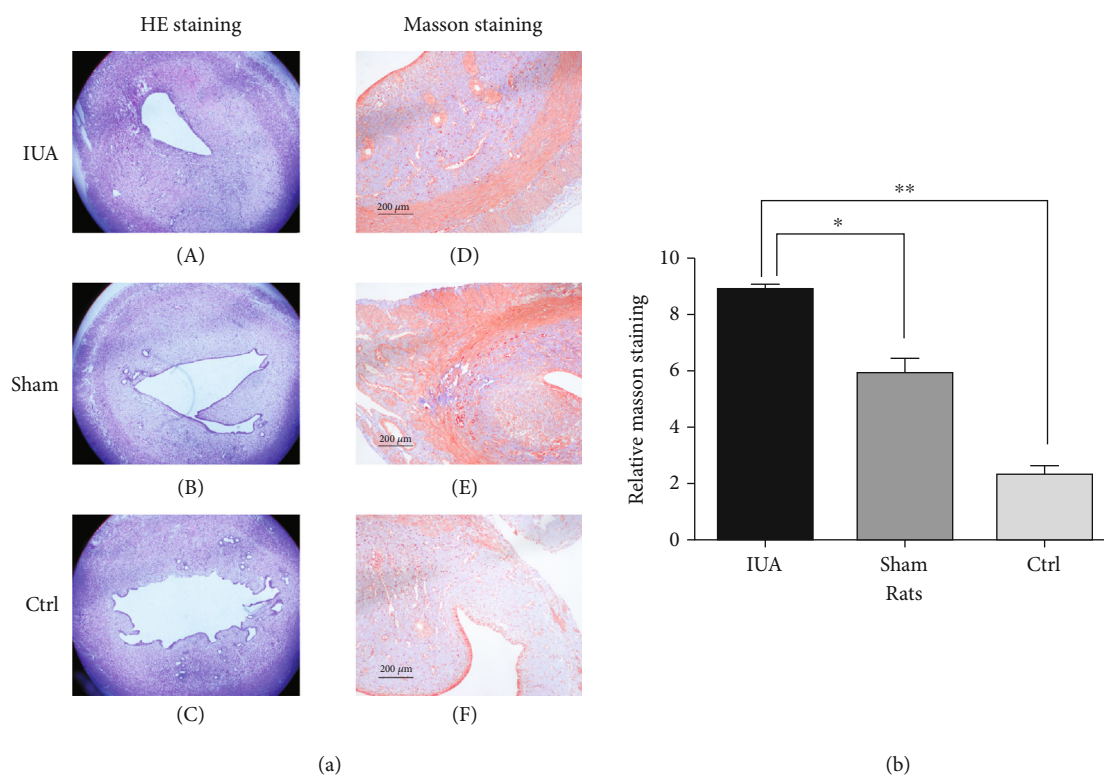 HE staining
Masson staining
IUA
200 μm
(A)
(D)
Sham
200 μm
(B)
(E)
Ctrl
200 μm
(C)
(F)
(a)
**
*
Relative masson staining
10
8
6
4
2
0
IUA
Sham
Ctrl
Rats
(b)